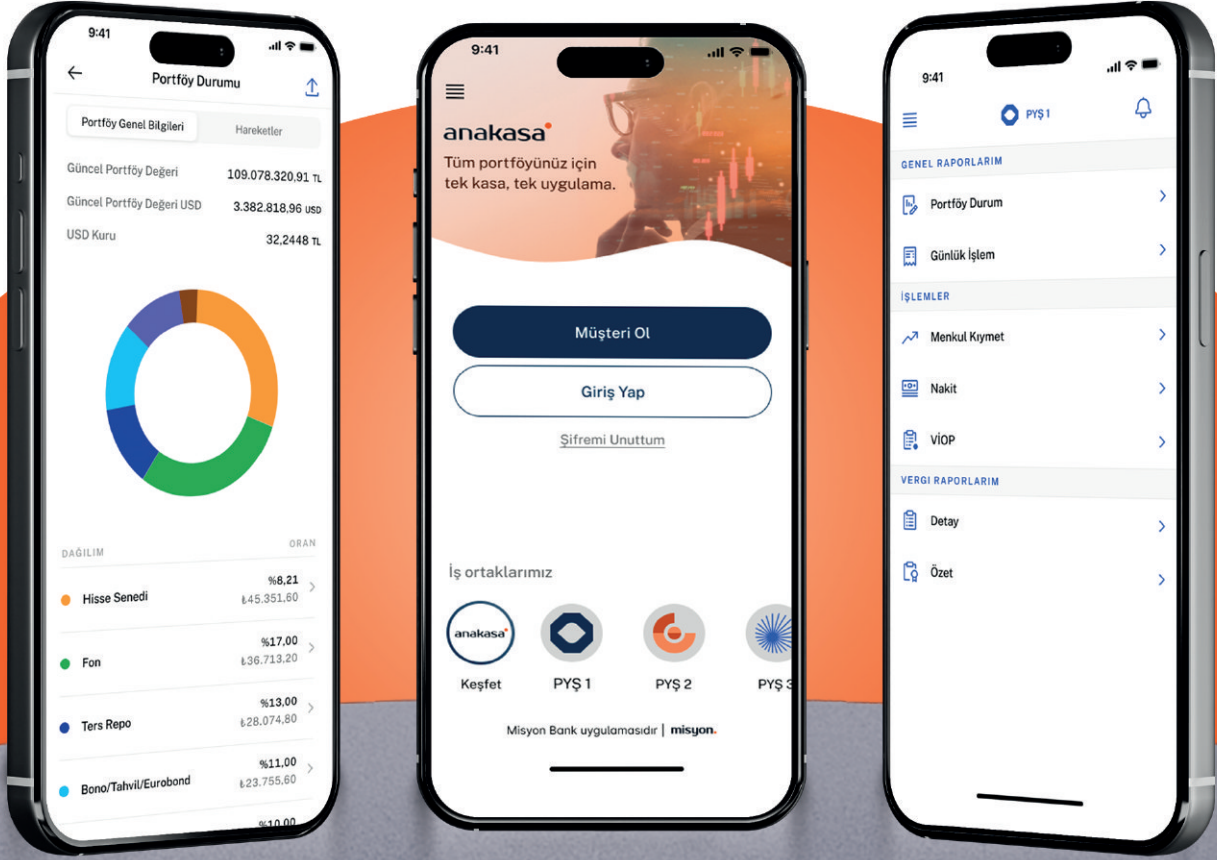 9:41
Portföy Durumu
Portföy Genel Bilgileri
Hareketler
Güncel Portföy Değeri 109.078.320,91 TL
Güncel Portföy Değeri USD 3.382.818,96 USD
USD Kuru 32,2448 TL
DAĞILIM ORAN
Hisse Senedi %8,21
₺45.351,60
Fon %17,00
₺36.713,20
Ters Repo %13,00
₺28.074,80
Bono/Tahvil/Eurobond %11,00
₺23.755,60
%10,00
9:41
anakasa
Tüm portföyünüz için
tek kasa, tek uygulama.
Müşteri Ol
Giriş Yap
Şifremi Unuttum
İş ortaklarımız
anakasa
Keşfet PYŞ 1 PYŞ 2 PYŞ 3
Misyon Bank uygulamasıdır | misyon.
9:41
PYŞ 1
GENEL RAPORLARIM
Portföy Durum
Günlük İşlem
İŞLEMLER
Menkul Kıymet
Nakit
VİOP
VERGI RAPORLARIM
Detay
Özet